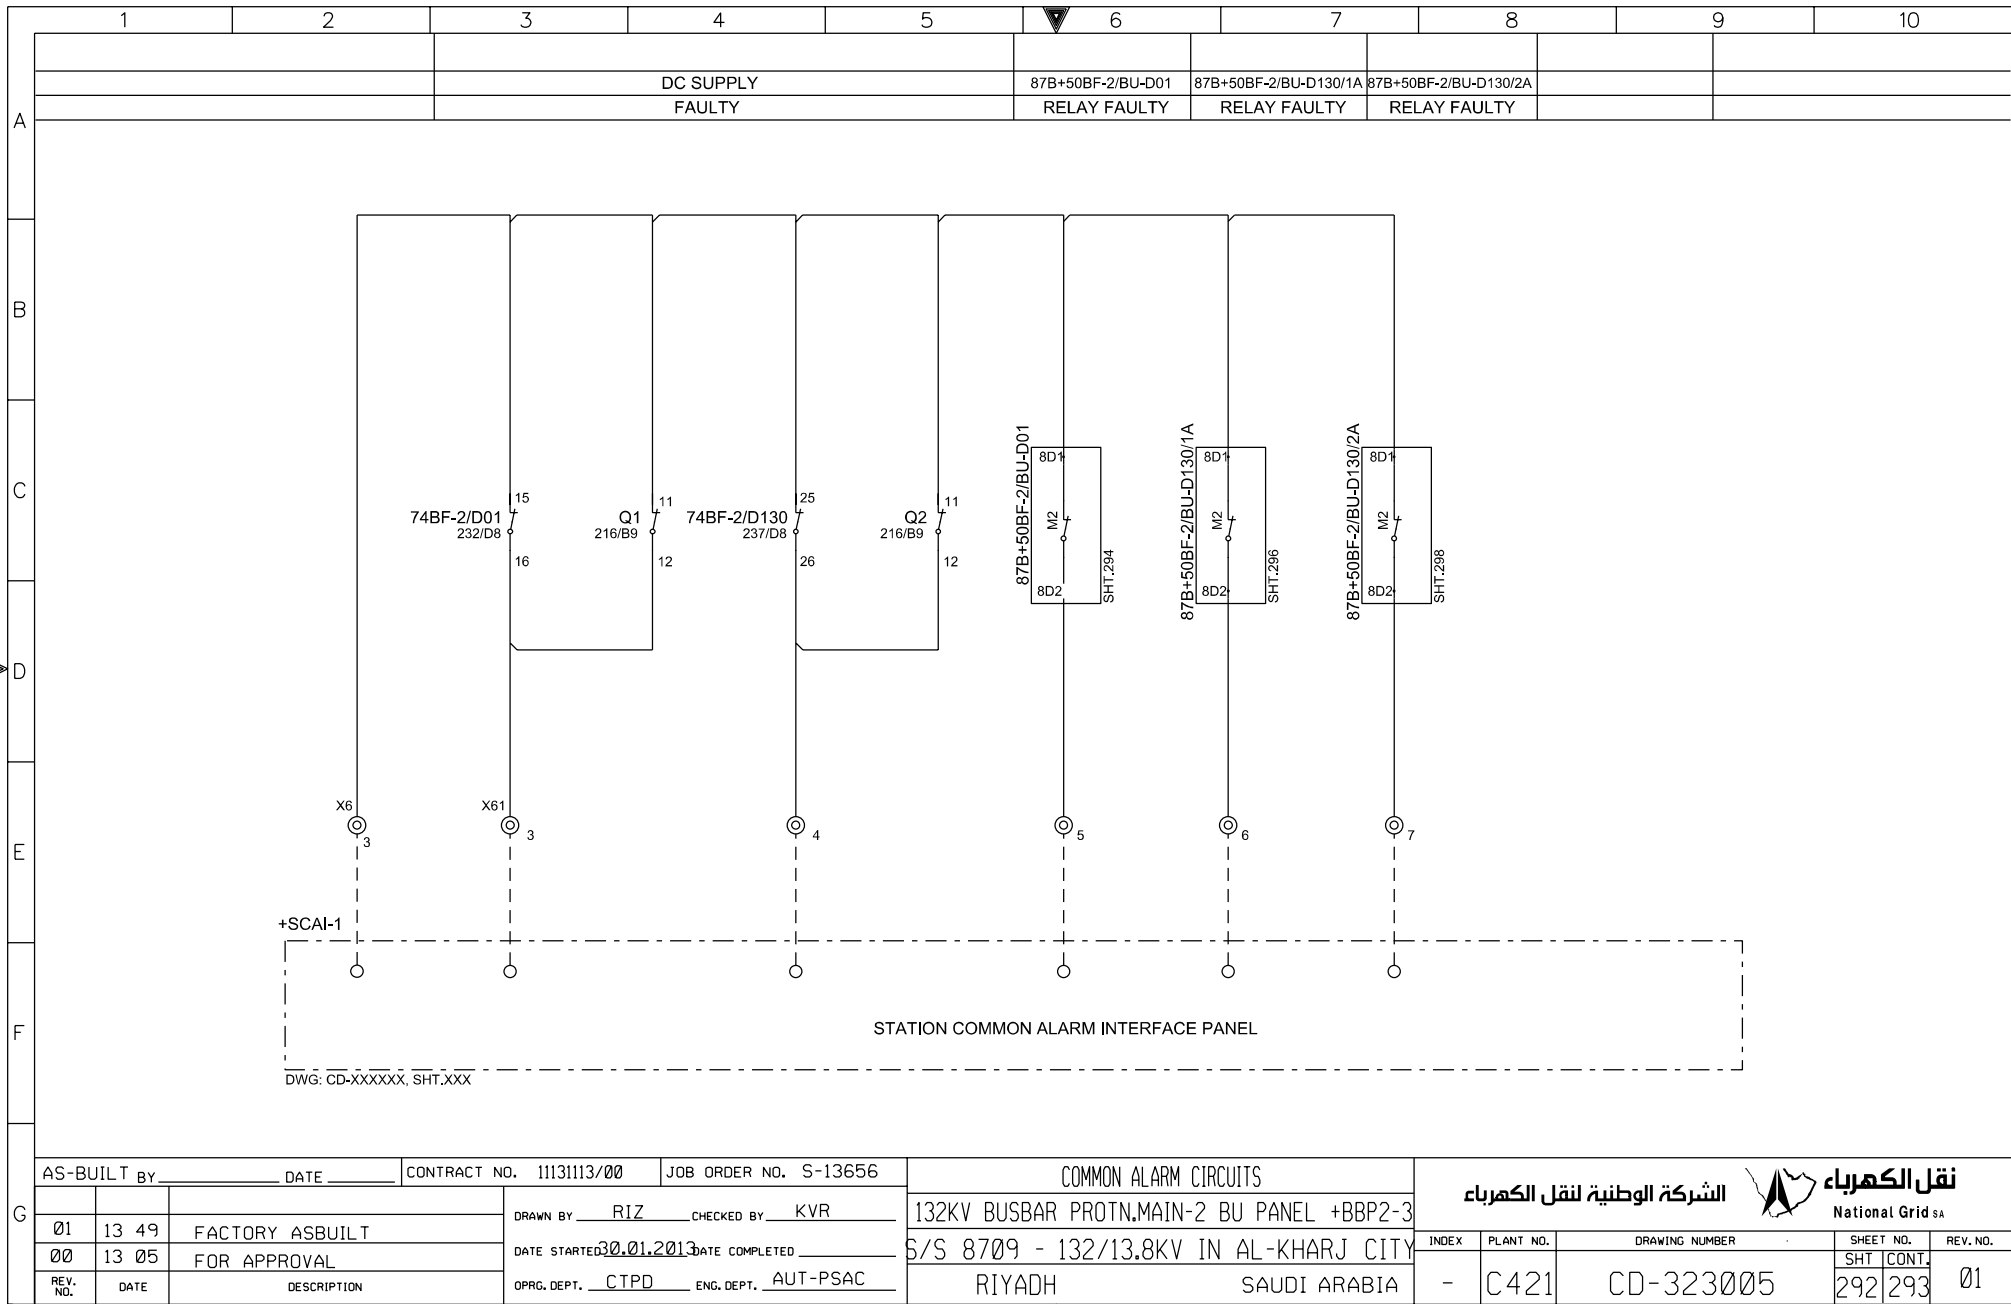 1 2 3 4 5 6 7 8 9 10
DC SUPPLY 87B+50BF-2/BU-D01 87B+50BF-2/BU-D130/1A 87B+50BF-2/BU-D130/2A
FAULTY RELAY FAULTY RELAY FAULTY RELAY FAULTY
A
B
C
D
E
F
G
74BF-2/D01
232/D8
15
16
Q1
216/B9
11
12
74BF-2/D130
237/D8
25
26
Q2
216/B9
11
12
87B+50BF-2/BU-D01
8D1
M2
8D2
SHT.294
87B+50BF-2/BU-D130/1A
8D1
M2
8D2
SHT.296
87B+50BF-2/BU-D130/2A
8D1
M2
8D2
SHT.298
X6
3
X61
3
4
5
6
7
+SCAI-1
STATION COMMON ALARM INTERFACE PANEL
DWG: CD-XXXXXX, SHT.XXX
AS-BUILT BY DATE
CONTRACT NO. 11131113/00
JOB ORDER NO. S-13656
01 13 49 FACTORY ASBUILT
00 13 05 FOR APPROVAL
REV. NO. DATE DESCRIPTION
DRAWN BY RIZ CHECKED BY KVR
DATE STARTED 30.01.2013 DATE COMPLETED
OPRG. DEPT. CTPD ENG. DEPT. AUT-PSAC
COMMON ALARM CIRCUITS
132KV BUSBAR PROTN.MAIN-2 BU PANEL +BBP2-3
S/S 8709 - 132/13.8KV IN AL-KHARJ CITY
RIYADH SAUDI ARABIA
الشركة الوطنية لنقل الكهرباء
نقل الكهرباء
National Grid SA
INDEX PLANT NO. DRAWING NUMBER SHEET NO. REV. NO.
SHT CONT.
- C421 CD-323005 292 293 01